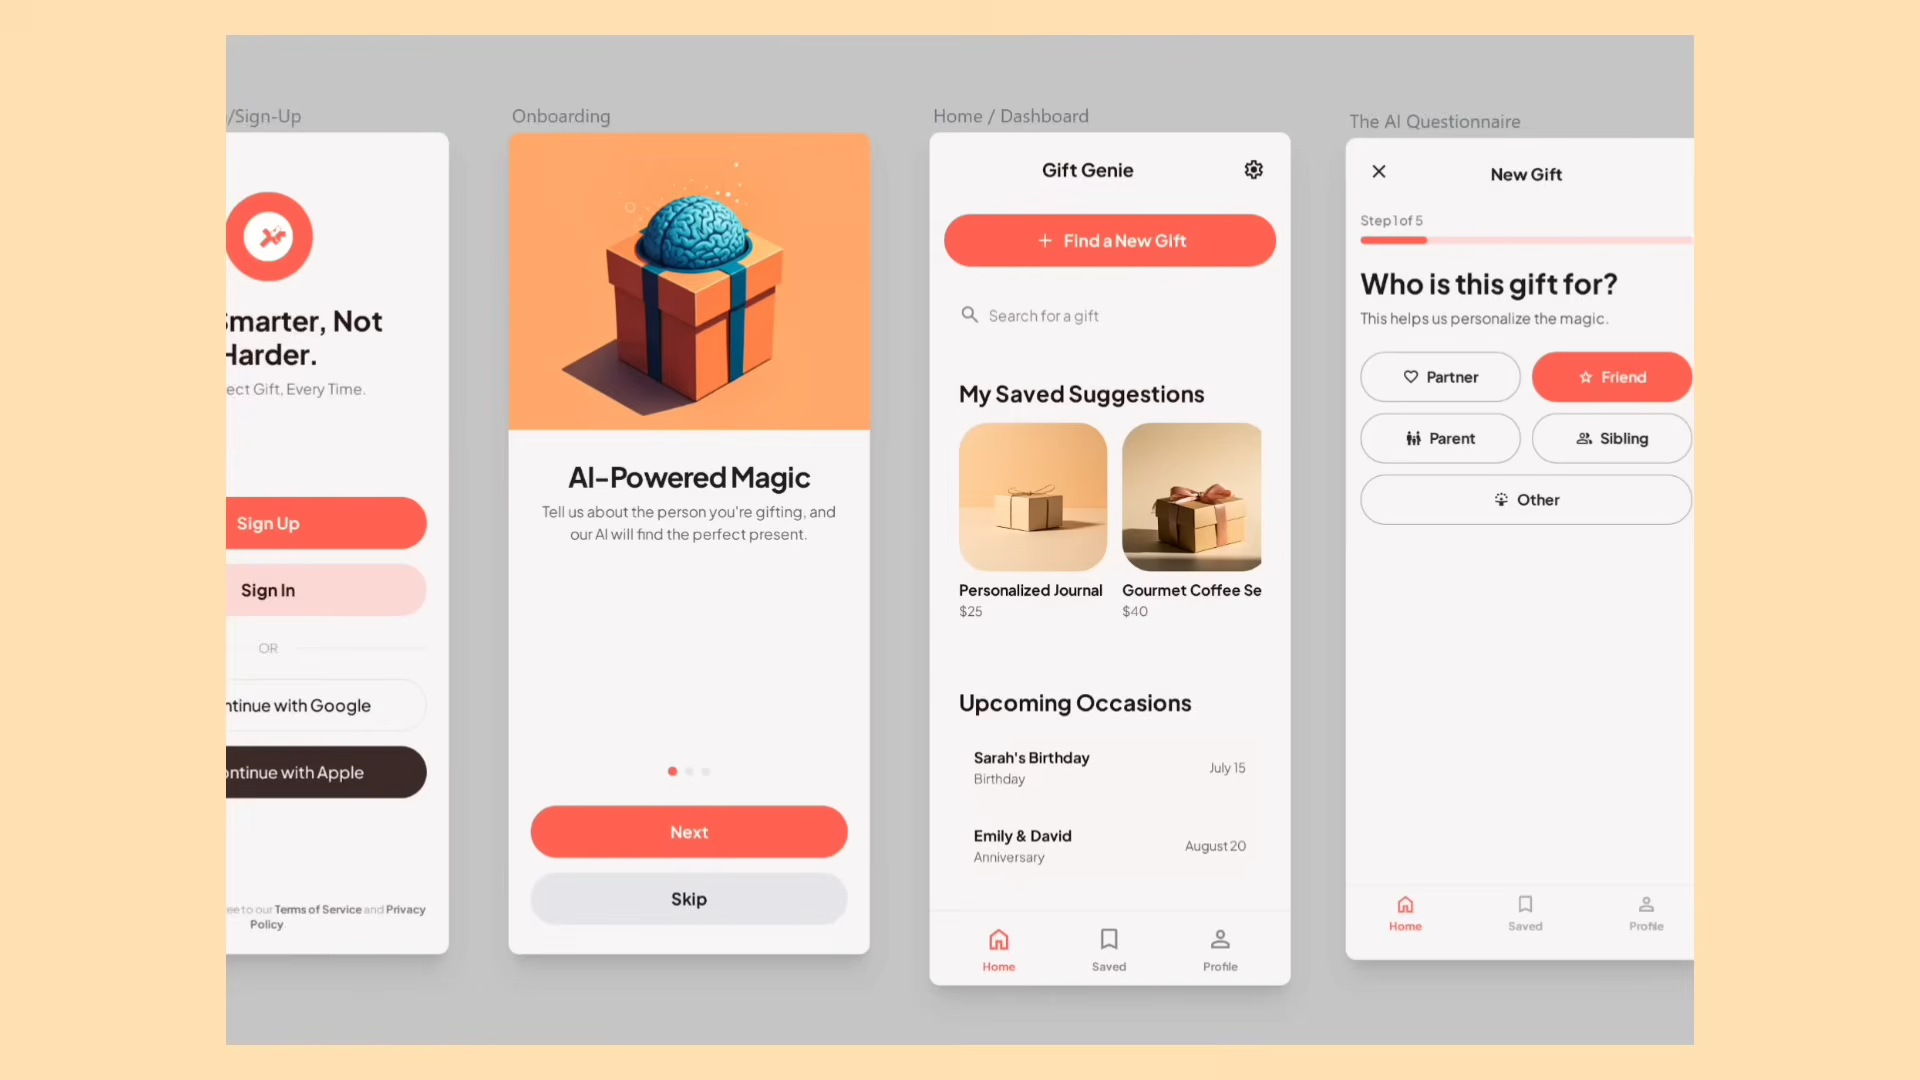 /Sign-Up
Smarter, Not
Harder.
ect Gift, Every Time.
Sign Up
Sign In
OR
ntinue with Google
ontinue with Apple
ee to our Terms of Service and Privacy
Policy
Onboarding
AI-Powered Magic
Tell us about the person you're gifting, and
our AI will find the perfect present.
Next
Skip
Home / Dashboard
Gift Genie
+ Find a New Gift
Search for a gift
My Saved Suggestions
Personalized Journal
$25
Gourmet Coffee Se
$40
Upcoming Occasions
Sarah's Birthday
Birthday
July 15
Emily & David
Anniversary
August 20
Home
Saved
Profile
The AI Questionnaire
New Gift
Step 1 of 5
Who is this gift for?
This helps us personalize the magic.
Partner
Friend
Parent
Sibling
Other
Home
Saved
Profile